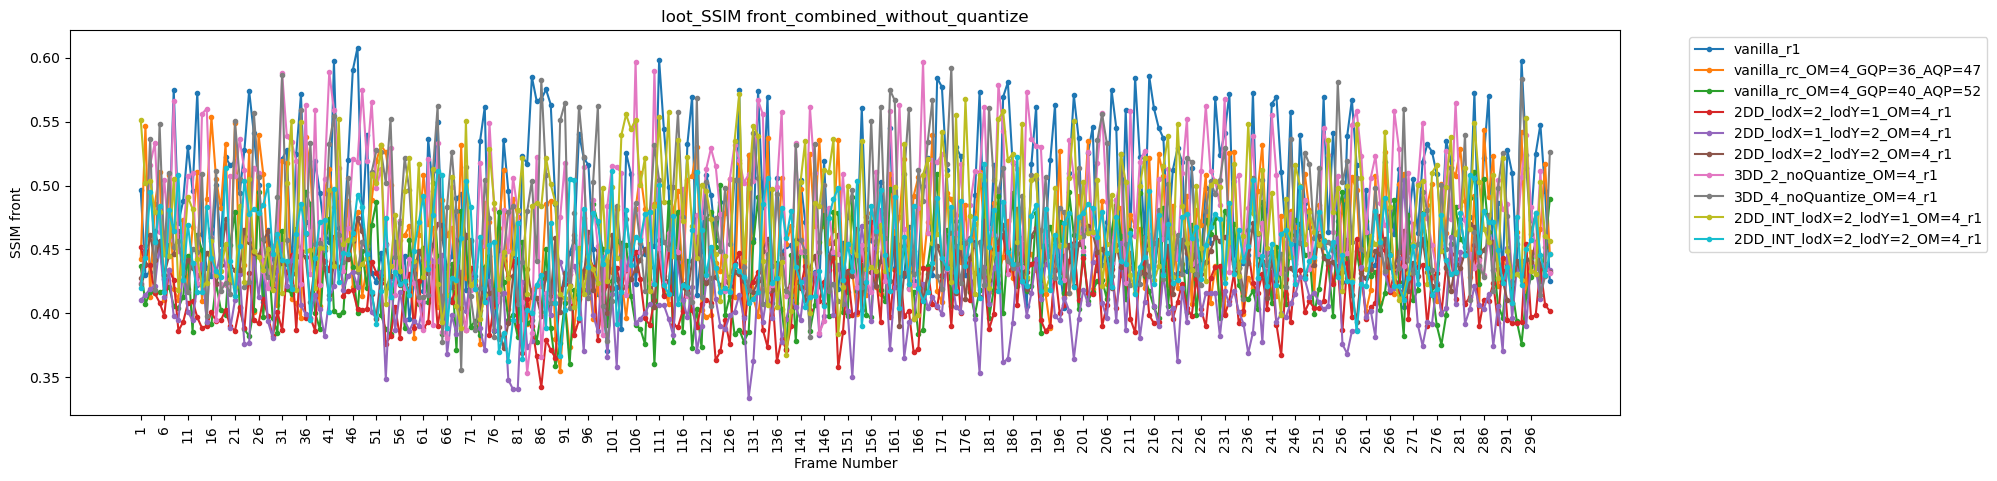 loot_SSIM front_combined_without_quantize
SSIM front
0.60
0.55
0.50
0.45
0.40
0.35
1 6 11 16 21 26 31 36 41 46 51 56 61 66 71 76 81 86 91 96 101 106 111 116 121 126 131 136 141 146 151 156 161 166 171 176 181 186 191 196 201 206 211 216 221 226 231 236 241 246 251 256 261 266 271 276 281 286 291 296
Frame Number
vanilla_r1
vanilla_rc_OM=4_GQP=36_AQP=47
vanilla_rc_OM=4_GQP=40_AQP=52
2DD_lodX=2_lodY=1_OM=4_r1
2DD_lodX=1_lodY=2_OM=4_r1
2DD_lodX=2_lodY=2_OM=4_r1
3DD_2_noQuantize_OM=4_r1
3DD_4_noQuantize_OM=4_r1
2DD_INT_lodX=2_lodY=1_OM=4_r1
2DD_INT_lodX=2_lodY=2_OM=4_r1